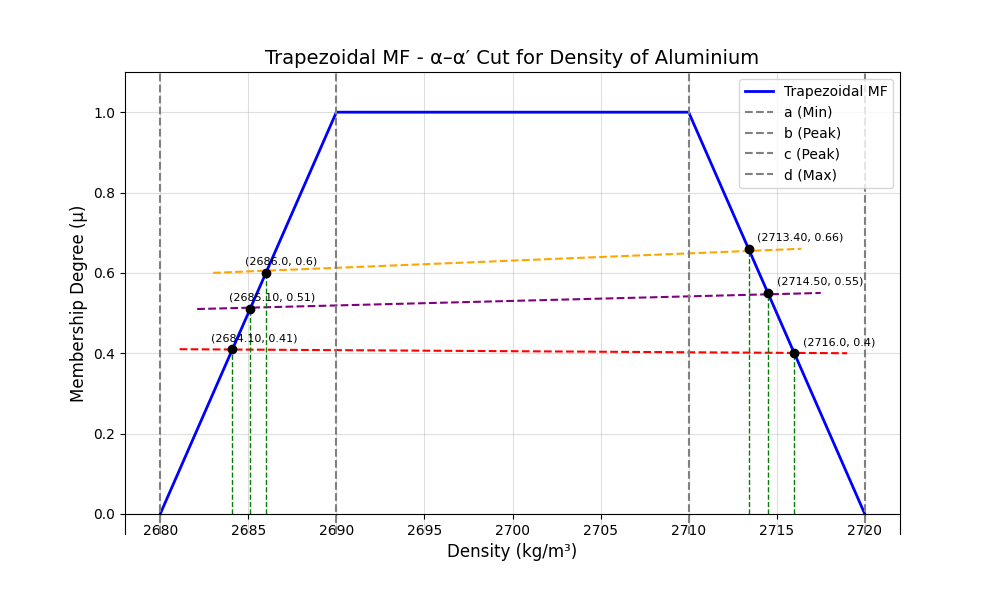 Trapezoidal MF - α–α′ Cut for Density of Aluminium
Trapezoidal MF
a (Min)
b (Peak)
c (Peak)
d (Max)
Membership Degree (μ)
1.0
0.8
0.6
0.4
0.2
0.0
(2713.40, 0.66)
(2686.0, 0.6)
(2714.50, 0.55)
(2685.10, 0.51)
(2684.10, 0.41)
(2716.0, 0.4)
2680
2685
2690
2695
2700
2705
2710
2715
2720
Density (kg/m³)